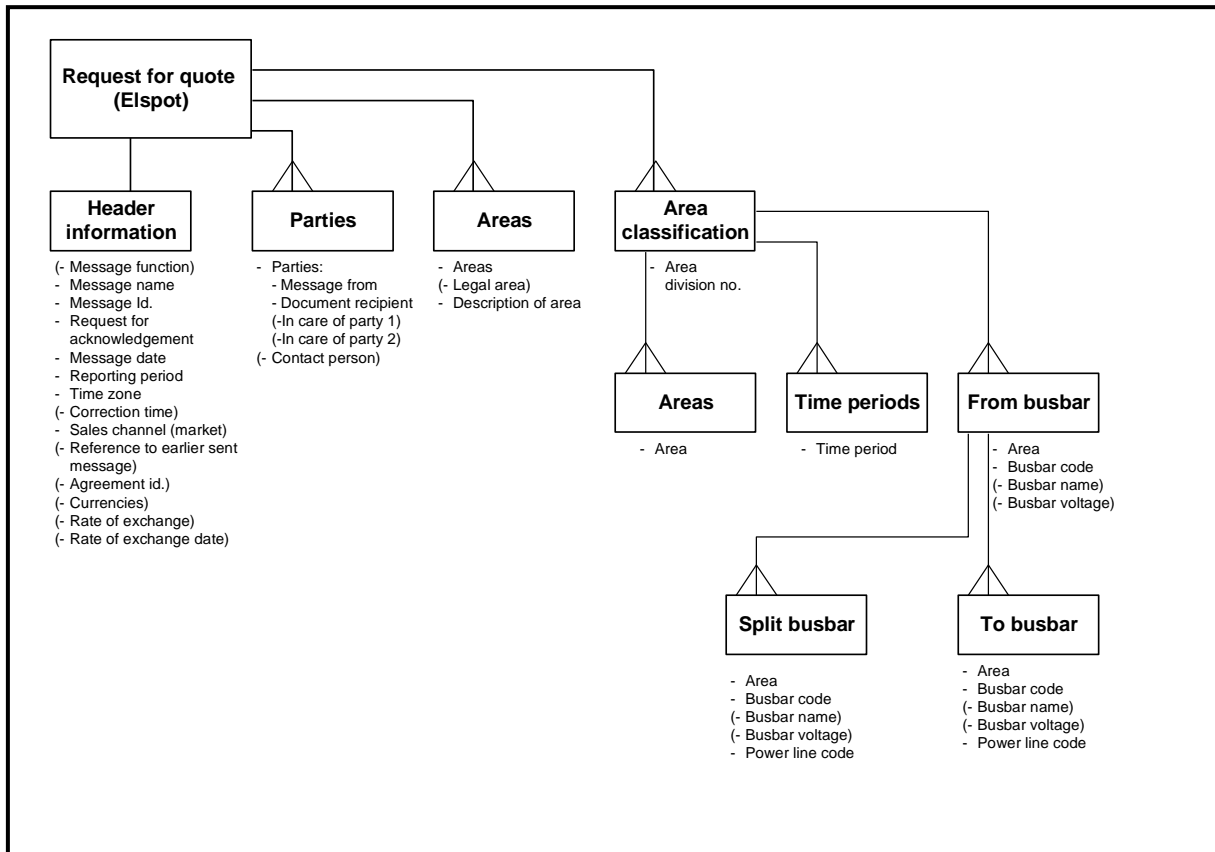 Request for quote
(Elspot)
Header
information
(- Message function)
- Message name
- Message Id.
- Request for
acknowledgement
- Message date
- Reporting period
- Time zone
(- Correction time)
- Sales channel (market)
(- Reference to earlier sent
message)
(- Agreement id.)
(- Currencies)
(- Rate of exchange)
(- Rate of exchange date)
Parties
- Parties:
- Message from
- Document recipient
(-In care of party 1)
(-In care of party 2)
(- Contact person)
Areas
- Areas
(- Legal area)
- Description of area
Area
classification
- Area
division no.
Areas
- Area
Time periods
- Time period
From busbar
- Area
- Busbar code
(- Busbar name)
(- Busbar voltage)
Split busbar
- Area
- Busbar code
(- Busbar name)
(- Busbar voltage)
- Power line code
To busbar
- Area
- Busbar code
(- Busbar name)
(- Busbar voltage)
- Power line code